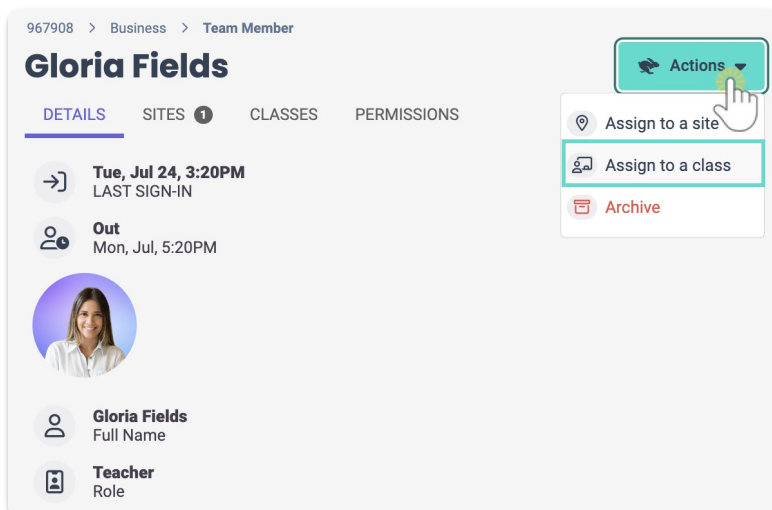 967908 > Business > Team Member
Gloria Fields
Actions
DETAILS SITES 1 CLASSES PERMISSIONS
Assign to a site
Assign to a class
Archive
Tue, Jul 24, 3:20PM
LAST SIGN-IN
Out
Mon, Jul, 5:20PM
Gloria Fields
Full Name
Teacher
Role